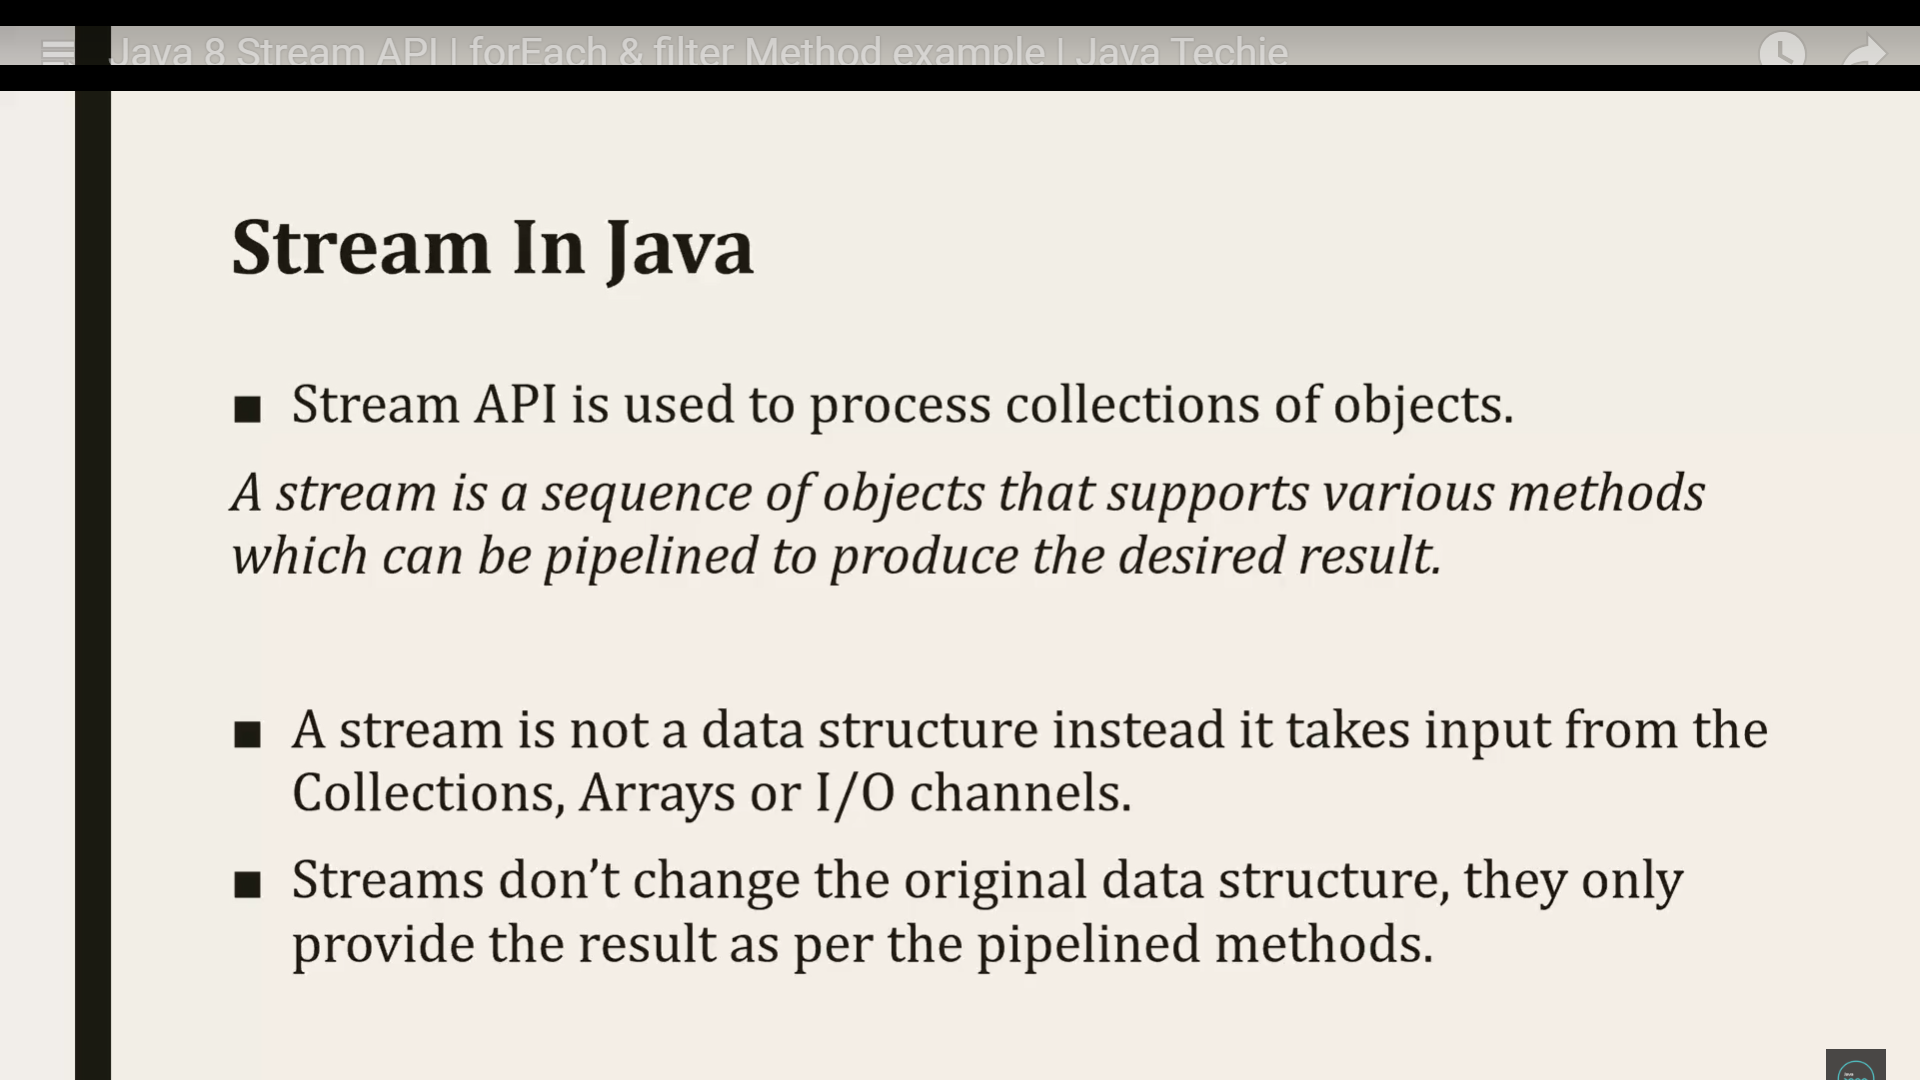 Java 8 Stream API | forEach & filter Method example | Java Techie
Stream In Java
■ Stream API is used to process collections of objects.
A stream is a sequence of objects that supports various methods
which can be pipelined to produce the desired result.
■ A stream is not a data structure instead it takes input from the
Collections, Arrays or I/O channels.
■ Streams don’t change the original data structure, they only
provide the result as per the pipelined methods.
Java